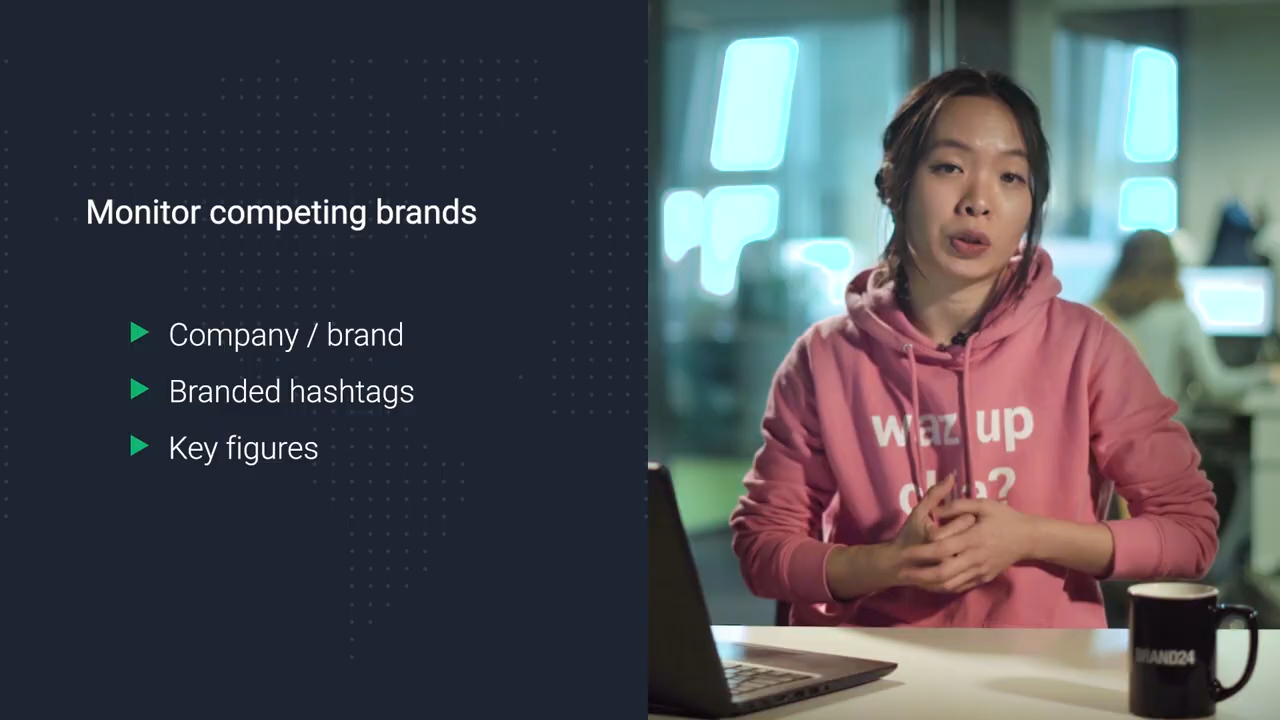 Monitor competing brands
Company / brand
Branded hashtags
Key figures
waz up
BRAND24